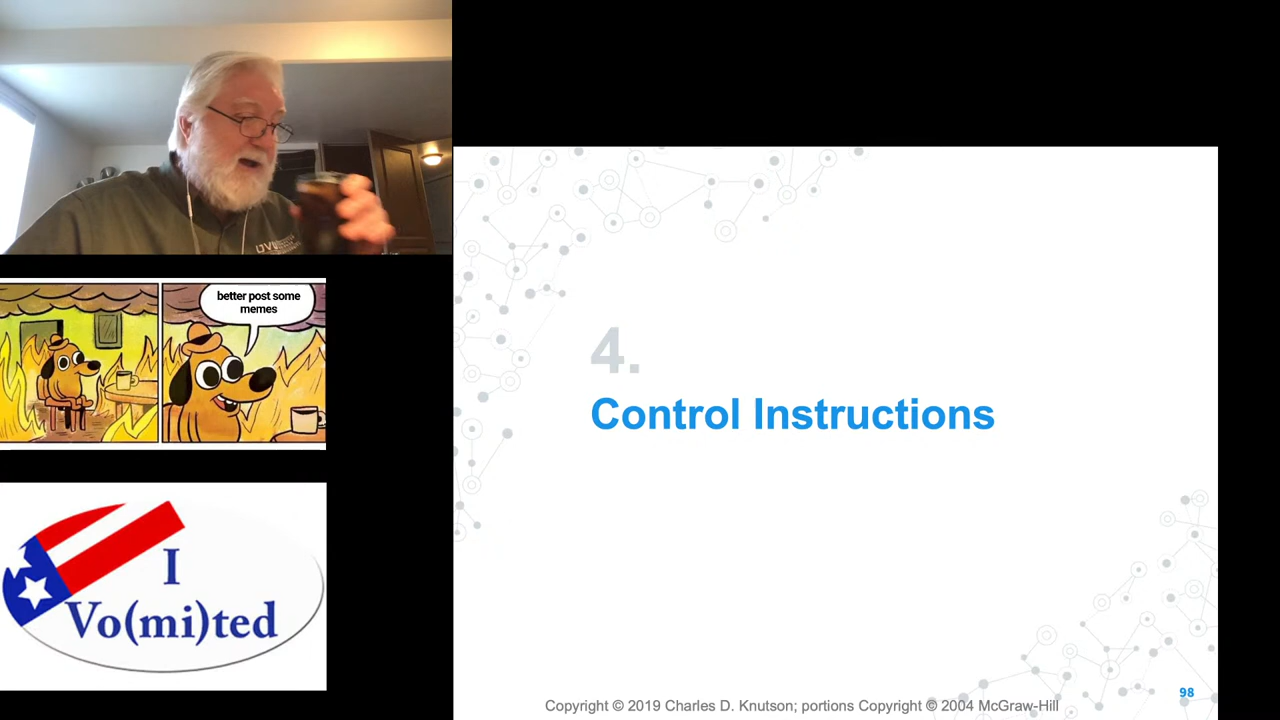 UVU
better post some
memes
I
Vo(mi)ted
4.
Control Instructions
98
Copyright © 2019 Charles D. Knutson; portions Copyright © 2004 McGraw-Hill